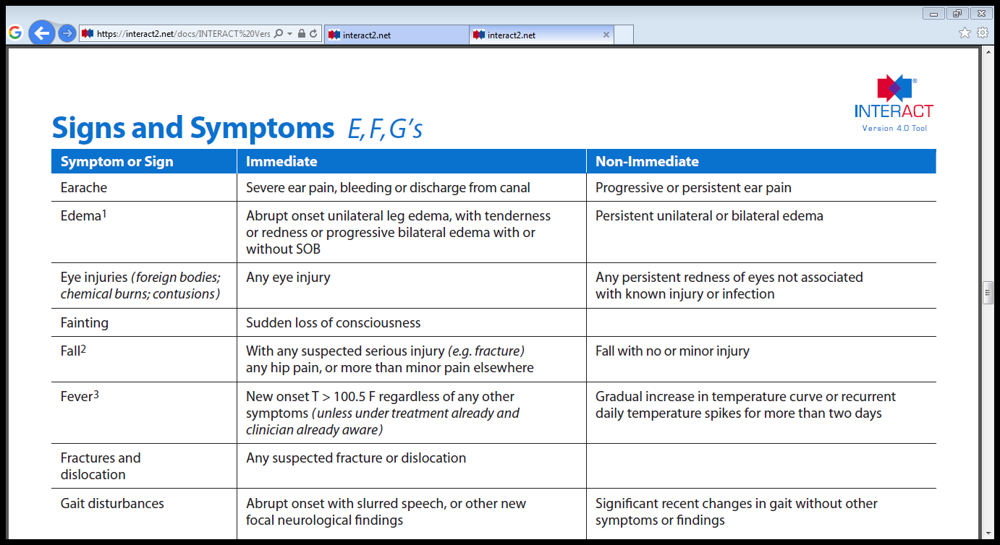 https://interact2.net/docs/INTERACT%20Vers
interact2.net
interact2.net
INTERACT
®
Version 4.0 Tool
Signs and Symptoms E, F, G's
Symptom or Sign
Immediate
Non-Immediate
Earache
Severe ear pain, bleeding or discharge from canal
Progressive or persistent ear pain
Edema1
Abrupt onset unilateral leg edema, with tenderness
or redness or progressive bilateral edema with or
without SOB
Persistent unilateral or bilateral edema
Eye injuries (foreign bodies;
chemical burns; contusions)
Any eye injury
Any persistent redness of eyes not associated
with known injury or infection
Fainting
Sudden loss of consciousness
Fall2
With any suspected serious injury (e.g. fracture)
any hip pain, or more than minor pain elsewhere
Fall with no or minor injury
Fever3
New onset T > 100.5 F regardless of any other
symptoms (unless under treatment already and
clinician already aware)
Gradual increase in temperature curve or recurrent
daily temperature spikes for more than two days
Fractures and
dislocation
Any suspected fracture or dislocation
Gait disturbances
Abrupt onset with slurred speech, or other new
focal neurological findings
Significant recent changes in gait without other
symptoms or findings